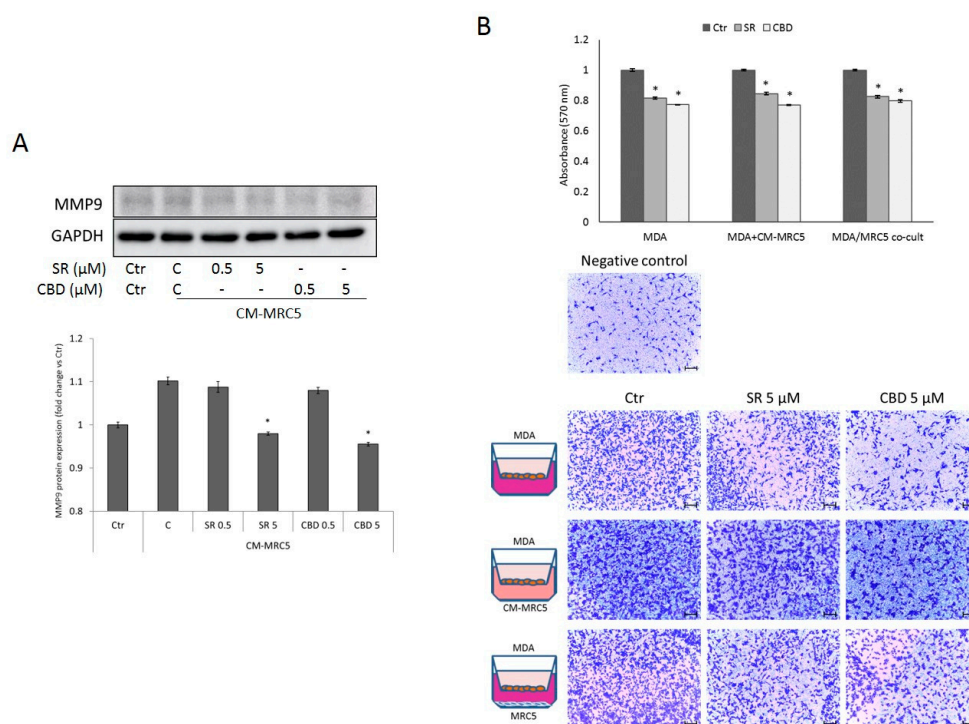 A
MMP9
GAPDH
SR (µM) Ctr C 0.5 5 - -
CBD (µM) Ctr C - - 0.5 5
CM-MRC5
MMP9 protein expression (fold change vs Ctr)
1.2
1.1
1
0.9
0.8
Ctr C SR 0.5 SR 5 CBD 0.5 CBD 5
CM-MRC5
* *
B
Ctr SR CBD
Absorbance (570 nm)
1.2
1
0.8
0.6
0.4
0.2
0
* * * * * *
MDA MDA+CM-MRC5 MDA/MRC5 co-cult
Negative control
Ctr SR 5 µM CBD 5 µM
MDA
MDA
CM-MRC5
MDA
MRC5